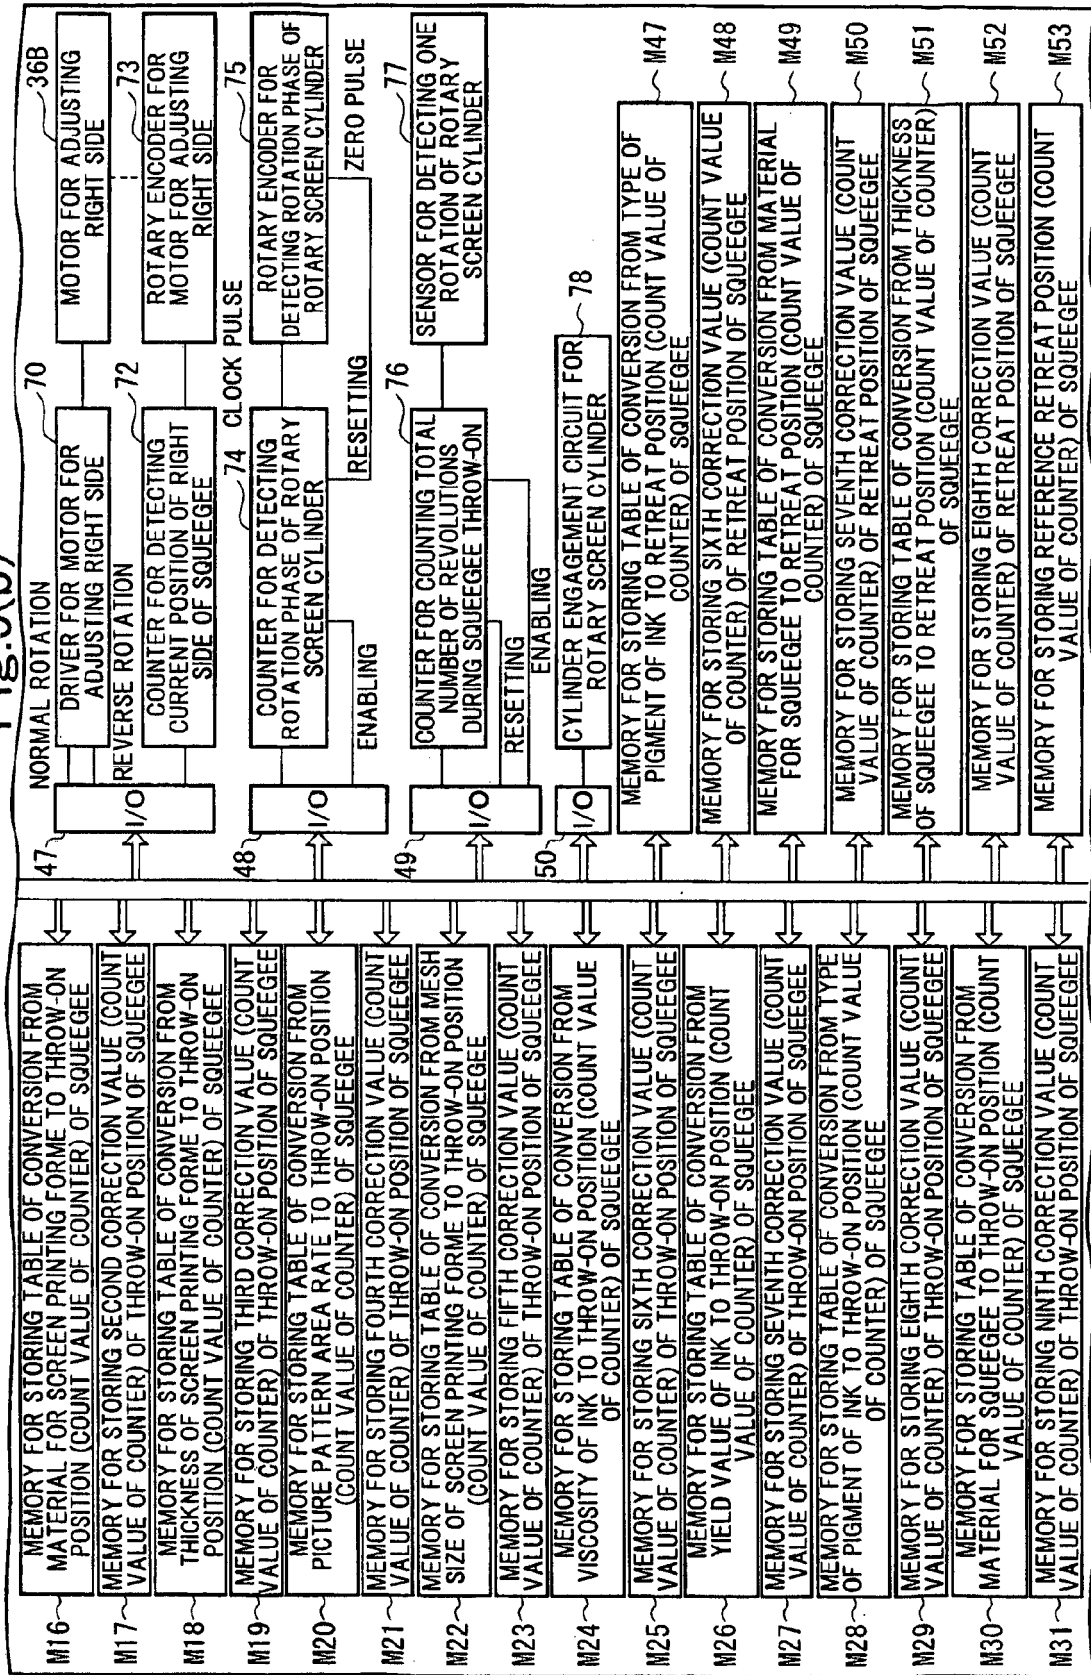 Fig.5(b)
M16
MEMORY FOR STORING TABLE OF CONVERSION FROM
MATERIAL FOR SCREEN PRINTING FORME TO THROW-ON
POSITION (COUNT VALUE OF COUNTER) OF SQUEEGEE
M17
MEMORY FOR STORING SECOND CORRECTION VALUE (COUNT
VALUE OF COUNTER) OF THROW-ON POSITION OF SQUEEGEE
M18
MEMORY FOR STORING TABLE OF CONVERSION FROM
THICKNESS OF SCREEN PRINTING FORME TO THROW-ON
POSITION (COUNT VALUE OF COUNTER) OF SQUEEGEE
M19
MEMORY FOR STORING THIRD CORRECTION VALUE (COUNT
VALUE OF COUNTER) OF THROW-ON POSITION OF SQUEEGEE
M20
MEMORY FOR STORING TABLE OF CONVERSION FROM
PICTURE PATTERN AREA RATE TO THROW-ON POSITION
(COUNT VALUE OF COUNTER) OF SQUEEGEE
M21
MEMORY FOR STORING FOURTH CORRECTION VALUE (COUNT
VALUE OF COUNTER) OF THROW-ON POSITION OF SQUEEGEE
M22
MEMORY FOR STORING TABLE OF CONVERSION FROM MESH
SIZE OF SCREEN PRINTING FORME TO THROW-ON POSITION
(COUNT VALUE OF COUNTER) OF SQUEEGEE
M23
MEMORY FOR STORING FIFTH CORRECTION VALUE (COUNT
VALUE OF COUNTER) OF THROW-ON POSITION OF SQUEEGEE
M24
MEMORY FOR STORING TABLE OF CONVERSION FROM
VISCOSITY OF INK TO THROW-ON POSITION (COUNT VALUE
OF COUNTER) OF SQUEEGEE
M25
MEMORY FOR STORING SIXTH CORRECTION VALUE (COUNT
VALUE OF COUNTER) OF THROW-ON POSITION OF SQUEEGEE
M26
MEMORY FOR STORING TABLE OF CONVERSION FROM
YIELD VALUE OF INK TO THROW-ON POSITION (COUNT
VALUE OF COUNTER) OF SQUEEGEE
M27
MEMORY FOR STORING SEVENTH CORRECTION VALUE (COUNT
VALUE OF COUNTER) OF THROW-ON POSITION OF SQUEEGEE
M28
MEMORY FOR STORING TABLE OF CONVERSION FROM TYPE
OF PIGMENT OF INK TO THROW-ON POSITION (COUNT VALUE
OF COUNTER) OF SQUEEGEE
M29
MEMORY FOR STORING EIGHTH CORRECTION VALUE (COUNT
VALUE OF COUNTER) OF THROW-ON POSITION OF SQUEEGEE
M30
MEMORY FOR STORING TABLE OF CONVERSION FROM
MATERIAL FOR SQUEEGEE TO THROW-ON POSITION (COUNT
VALUE OF COUNTER) OF SQUEEGEE
M31
MEMORY FOR STORING NINTH CORRECTION VALUE (COUNT
VALUE OF COUNTER) OF THROW-ON POSITION OF SQUEEGEE
47
I/O
NORMAL ROTATION
REVERSE ROTATION
70
DRIVER FOR MOTOR FOR
ADJUSTING RIGHT SIDE
36B
MOTOR FOR ADJUSTING
RIGHT SIDE
72
COUNTER FOR DETECTING
CURRENT POSITION OF RIGHT
SIDE OF SQUEEGEE
73
ROTARY ENCODER FOR
MOTOR FOR ADJUSTING
RIGHT SIDE
48
I/O
74
CLOCK PULSE
COUNTER FOR DETECTING
ROTATION PHASE OF ROTARY
SCREEN CYLINDER
75
ROTARY ENCODER FOR
DETECTING ROTATION PHASE OF
ROTARY SCREEN CYLINDER
ENABLING
RESETTING
ZERO PULSE
49
I/O
76
COUNTER FOR COUNTING TOTAL
NUMBER OF REVOLUTIONS
DURING SQUEEGEE THROW-ON
77
SENSOR FOR DETECTING ONE
ROTATION OF ROTARY
SCREEN CYLINDER
RESETTING
ENABLING
50
I/O
CYLINDER ENGAGEMENT CIRCUIT FOR
ROTARY SCREEN CYLINDER
78
MEMORY FOR STORING TABLE OF CONVERSION FROM TYPE OF
PIGMENT OF INK TO RETREAT POSITION (COUNT VALUE OF
COUNTER) OF SQUEEGEE
M47
MEMORY FOR STORING SIXTH CORRECTION VALUE (COUNT VALUE
OF COUNTER) OF RETREAT POSITION OF SQUEEGEE
M48
MEMORY FOR STORING TABLE OF CONVERSION FROM MATERIAL
FOR SQUEEGEE TO RETREAT POSITION (COUNT VALUE OF
COUNTER) OF SQUEEGEE
M49
MEMORY FOR STORING SEVENTH CORRECTION VALUE (COUNT
VALUE OF COUNTER) OF RETREAT POSITION OF SQUEEGEE
M50
MEMORY FOR STORING TABLE OF CONVERSION FROM THICKNESS
OF SQUEEGEE TO RETREAT POSITION (COUNT VALUE OF COUNTER)
OF SQUEEGEE
M51
MEMORY FOR STORING EIGHTH CORRECTION VALUE (COUNT
VALUE OF COUNTER) OF RETREAT POSITION OF SQUEEGEE
M52
MEMORY FOR STORING REFERENCE RETREAT POSITION (COUNT
VALUE OF COUNTER) OF SQUEEGEE
M53